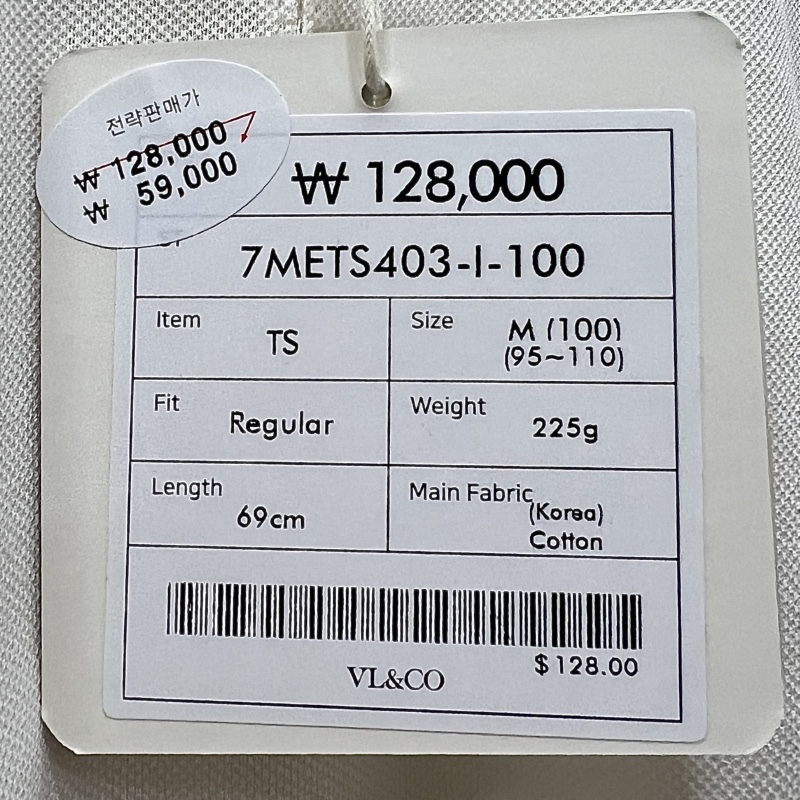 전략판매가
₩ 128,000
₩ 59,000
₩ 128,000
7METS403-I-100
Item
TS
Size
M (100)
(95~110)
Fit
Regular
Weight
225g
Length
69cm
Main Fabric
(Korea)
Cotton
$128.00
VL&CO